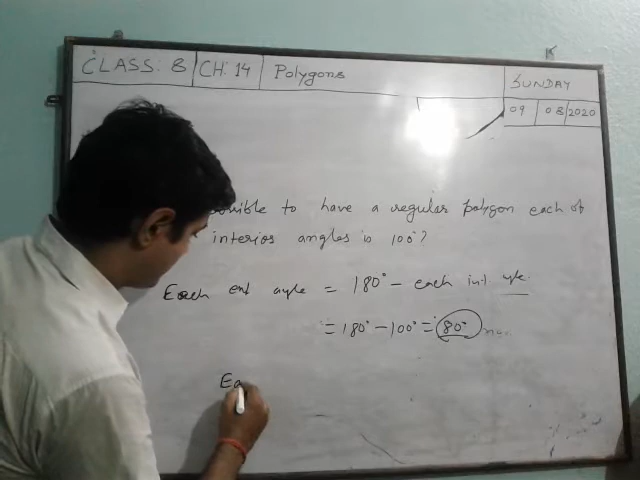 CLASS: 8 CH: 14 Polygons
SUNDAY
09 08 2020
to have a regular polygon each of
interior angles is 100°?
Each ext angle = 180° - each int.
= 180° - 100° = 80°
Ea